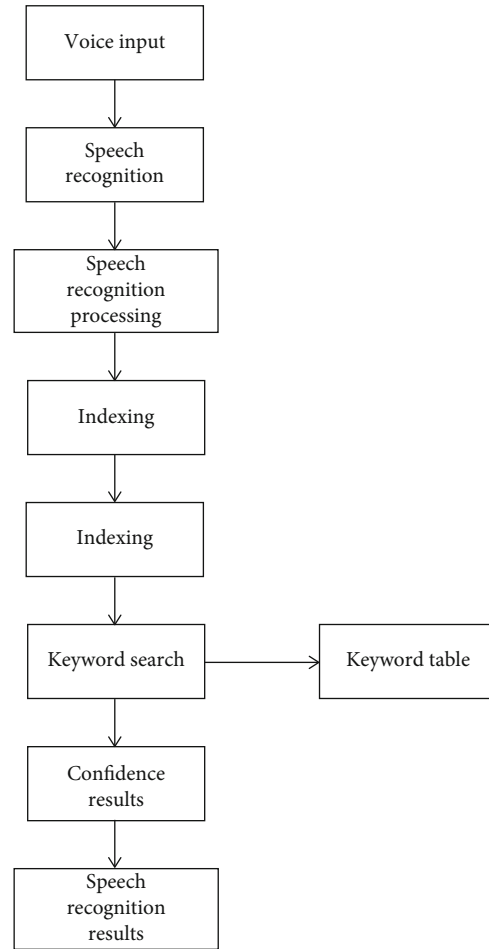 Voice input
Speech
recognition
Speech
recognition
processing
Indexing
Indexing
Keyword search
Keyword table
Confidence
results
Speech
recognition
results